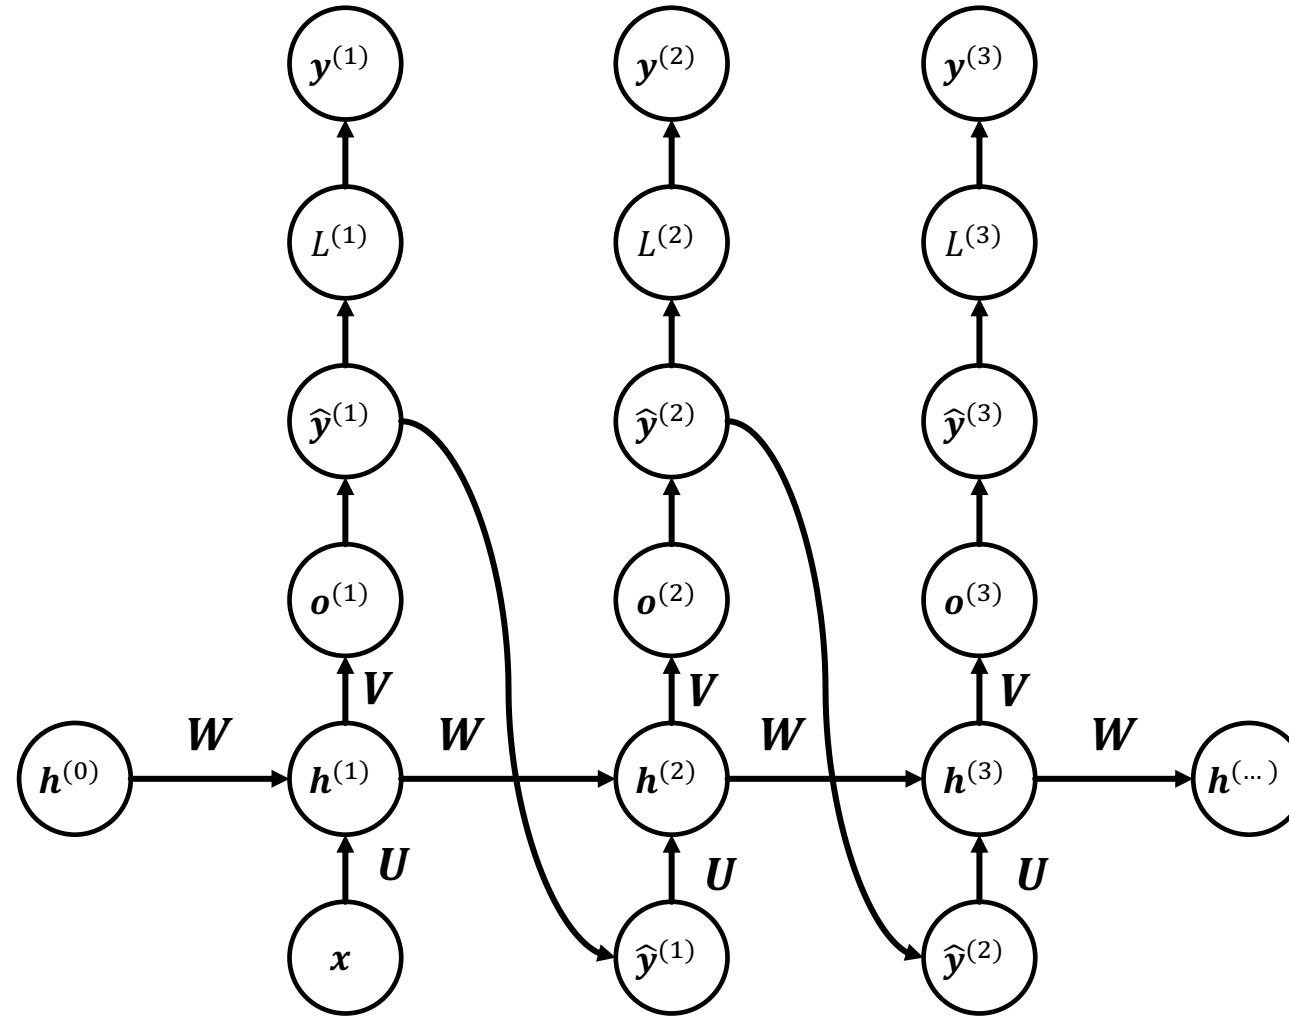 y^(1) y^(2) y^(3)
L^(1) L^(2) L^(3)
ŷ^(1) ŷ^(2) ŷ^(3)
o^(1) o^(2) o^(3)
V V V
W W W W
h^(0) h^(1) h^(2) h^(3) h^(…)
U U U
x ŷ^(1) ŷ^(2)